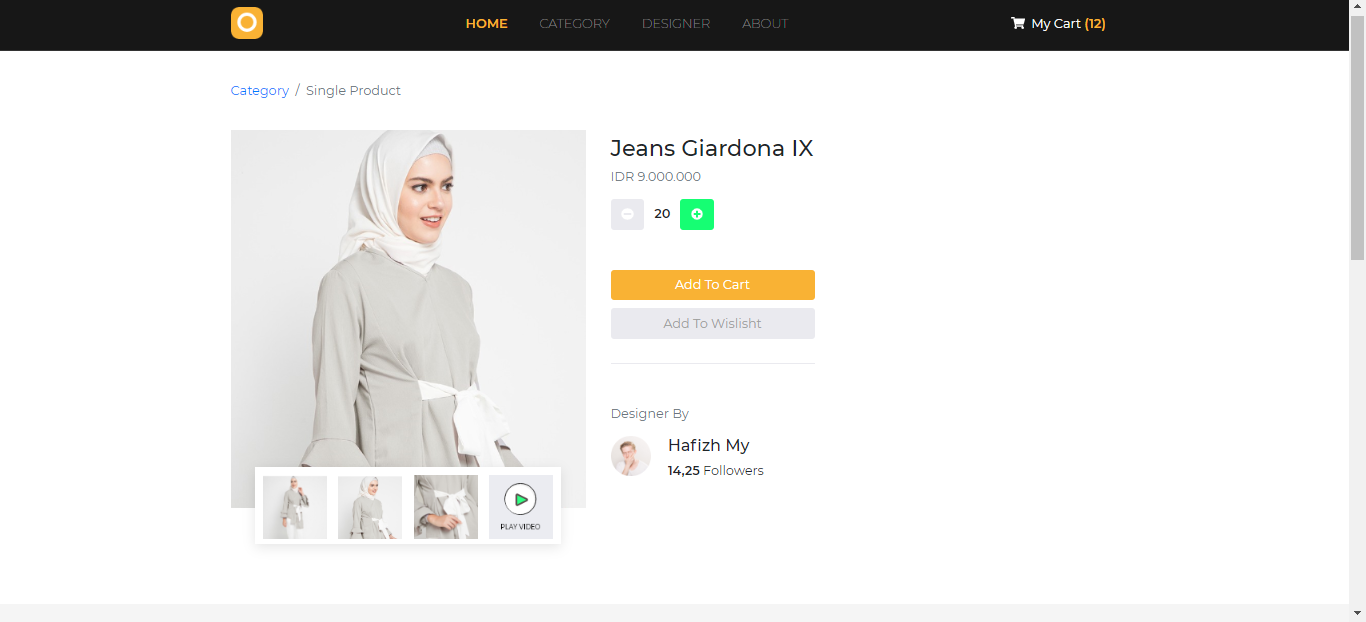 HOME CATEGORY DESIGNER ABOUT My Cart (12)
Category / Single Product
Jeans Giardona IX
IDR 9.000.000
20
Add To Cart
Add To Wislisht
Designer By
Hafizh My
14,25 Followers
PLAY VIDEO